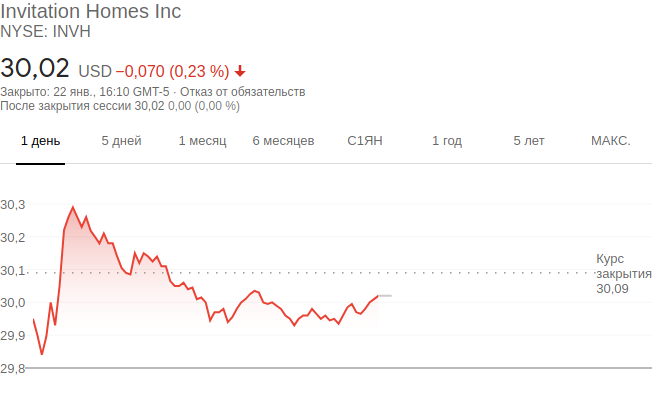 Invitation Homes Inc
NYSE: INVH
30,02 USD −0,070 (0,23 %)
Закрыто: 22 янв., 16:10 GMT-5 · Отказ от обязательств
После закрытия сессии 30,02 0,00 (0,00 %)
1 день 5 дней 1 месяц 6 месяцев С1ЯН 1 год 5 лет МАКС.
30,3
30,2
30,1
30,0
29,9
29,8
Курс
закрытия
30,09